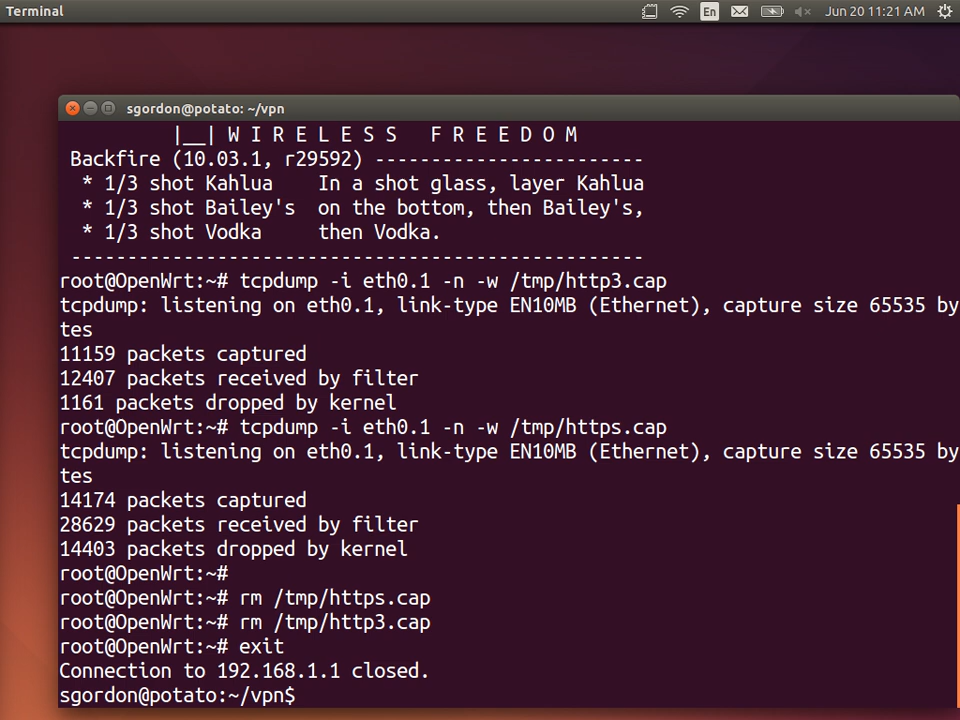 Terminal En Jun 20 11:21 AM
sgordon@potato: ~/vpn
|__| W I R E L E S S   F R E E D O M
Backfire (10.03.1, r29592) ------------------------
* 1/3 shot Kahlua    In a shot glass, layer Kahlua
* 1/3 shot Bailey's  on the bottom, then Bailey's,
* 1/3 shot Vodka     then Vodka.
---------------------------------------------------
root@OpenWrt:~# tcpdump -i eth0.1 -n -w /tmp/http3.cap
tcpdump: listening on eth0.1, link-type EN10MB (Ethernet), capture size 65535 by
tes
11159 packets captured
12407 packets received by filter
1161 packets dropped by kernel
root@OpenWrt:~# tcpdump -i eth0.1 -n -w /tmp/https.cap
tcpdump: listening on eth0.1, link-type EN10MB (Ethernet), capture size 65535 by
tes
14174 packets captured
28629 packets received by filter
14403 packets dropped by kernel
root@OpenWrt:~#
root@OpenWrt:~# rm /tmp/https.cap
root@OpenWrt:~# rm /tmp/http3.cap
root@OpenWrt:~# exit
Connection to 192.168.1.1 closed.
sgordon@potato:~/vpn$